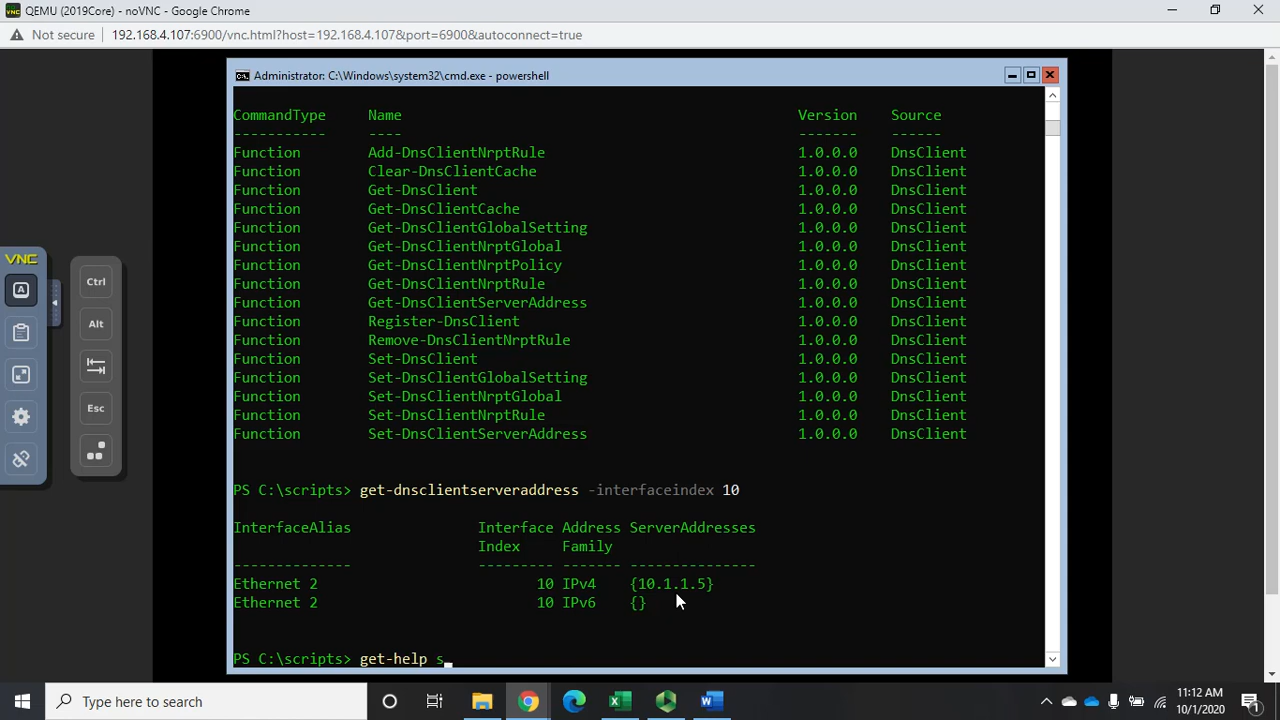 QEMU (2019Core) - noVNC - Google Chrome
Not secure 192.168.4.107:6900/vnc.html?host=192.168.4.107&port=6900&autoconnect=true
Administrator: C:\Windows\system32\cmd.exe - powershell
CommandType Name Version Source
----------- ---- ------- ------
Function Add-DnsClientNrptRule 1.0.0.0 DnsClient
Function Clear-DnsClientCache 1.0.0.0 DnsClient
Function Get-DnsClient 1.0.0.0 DnsClient
Function Get-DnsClientCache 1.0.0.0 DnsClient
Function Get-DnsClientGlobalSetting 1.0.0.0 DnsClient
Function Get-DnsClientNrptGlobal 1.0.0.0 DnsClient
Function Get-DnsClientNrptPolicy 1.0.0.0 DnsClient
Function Get-DnsClientNrptRule 1.0.0.0 DnsClient
Function Get-DnsClientServerAddress 1.0.0.0 DnsClient
Function Register-DnsClient 1.0.0.0 DnsClient
Function Remove-DnsClientNrptRule 1.0.0.0 DnsClient
Function Set-DnsClient 1.0.0.0 DnsClient
Function Set-DnsClientGlobalSetting 1.0.0.0 DnsClient
Function Set-DnsClientNrptGlobal 1.0.0.0 DnsClient
Function Set-DnsClientNrptRule 1.0.0.0 DnsClient
Function Set-DnsClientServerAddress 1.0.0.0 DnsClient
PS C:\scripts> get-dnsclientserveraddress -interfaceindex 10
InterfaceAlias Interface Address ServerAddresses
Index Family
-------------- --------- ------- ---------------
Ethernet 2 10 IPv4 {10.1.1.5}
Ethernet 2 10 IPv6 {}
PS C:\scripts> get-help s_
VNC
A
Ctrl
Alt
Esc
Type here to search
11:12 AM
10/1/2020
1